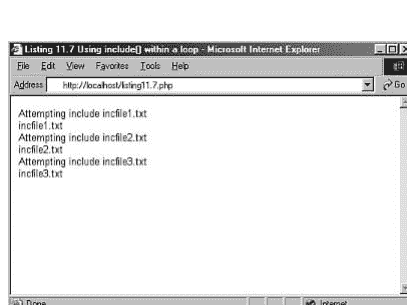 Listing 11.7 Using include() within a loop - Microsoft Internet Explorer
File Edit View Favorites Tools Help
Address http://localhost/listing11.7.php Go
Attempting include incfile1.txt
incfile1.txt
Attempting include incfile2.txt
incfile2.txt
Attempting include incfile3.txt
incfile3.txt
Done Internet